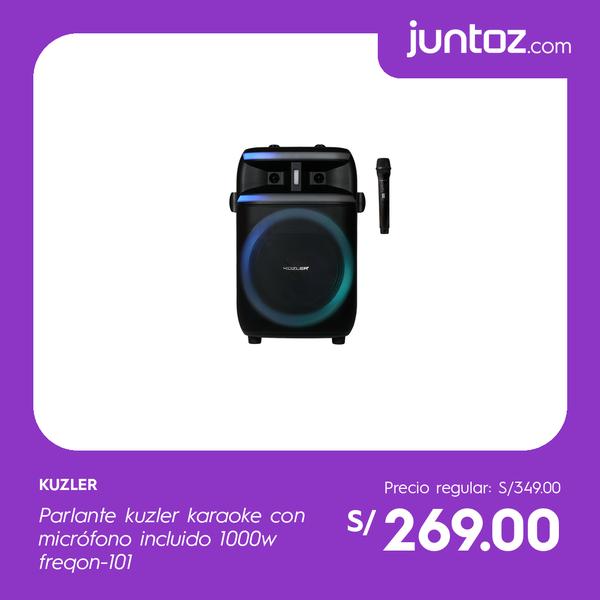 juntoz.com
KUZLER
KUZLER
Parlante kuzler karaoke con
micrófono incluido 1000w
freqon-101
Precio regular: S/349.00
S/ 269.00